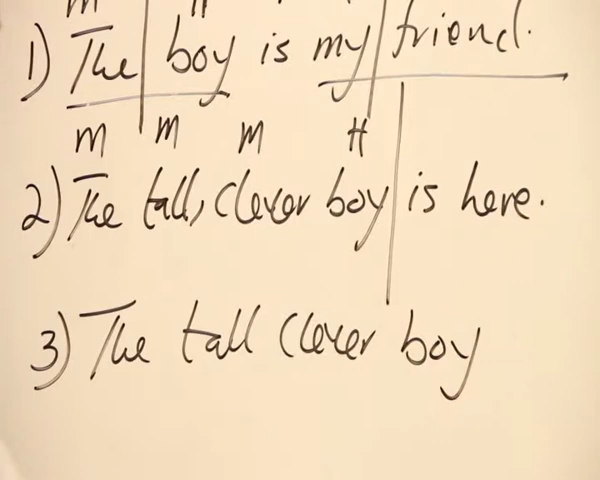 m H
1) The boy is my friend.
m m m H
2) The tall, clever boy is here.
3) The tall clever boy